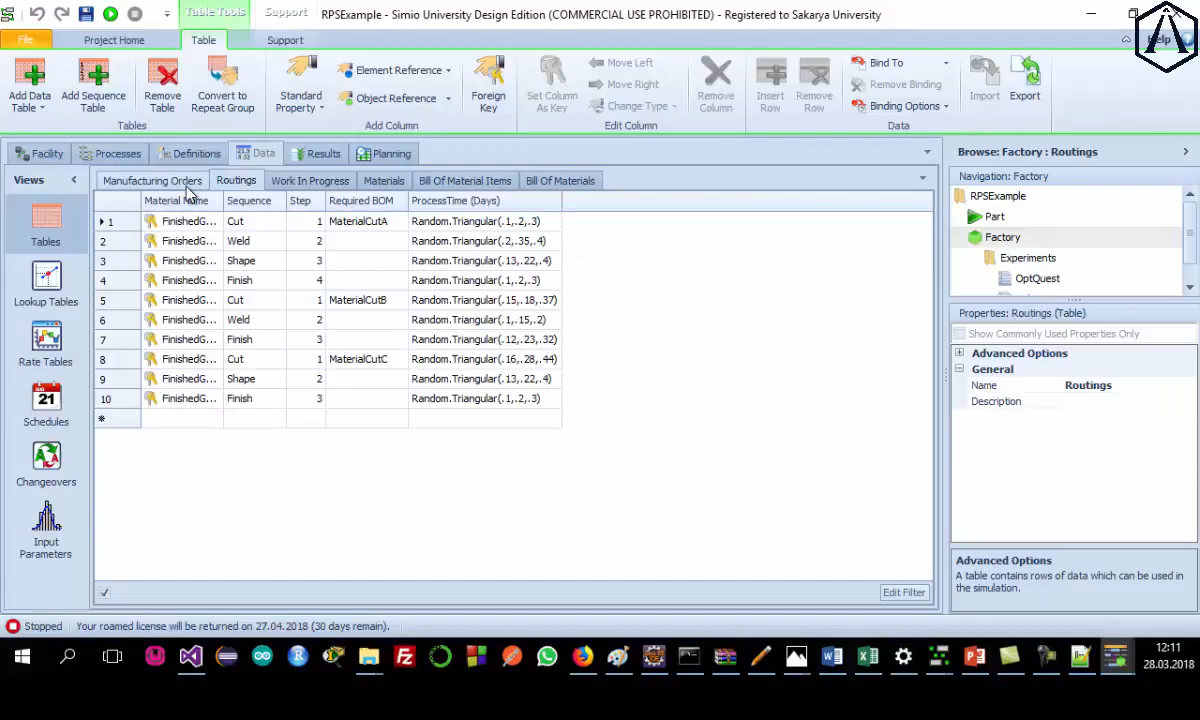 Table Tools
Support
RPSExample - Simio University Design Edition (COMMERCIAL USE PROHIBITED) - Registered to Sakarya University
File
Project Home
Table
Support
Help
Add Data Table
Add Sequence Table
Remove Table
Convert to Repeat Group
Standard Property
Element Reference
Object Reference
Foreign Key
Set Column As Key
Move Left
Move Right
Change Type
Remove Column
Insert Row
Remove Row
Bind To
Remove Binding
Binding Options
Import
Export
Tables
Add Column
Edit Column
Data
Facility
Processes
Definitions
Data
Results
Planning
Views
Tables
Lookup Tables
Rate Tables
Schedules
Changeovers
Input Parameters
Manufacturing Orders
Routings
Work In Progress
Materials
Bill Of Material Items
Bill Of Materials
Material Name Sequence Step Required BOM ProcessTime (Days)
1 FinishedG... Cut 1 MaterialCutA Random.Triangular(.1,.2,.3)
2 FinishedG... Weld 2 Random.Triangular(.2,.35,.4)
3 FinishedG... Shape 3 Random.Triangular(.13,.22,.4)
4 FinishedG... Finish 4 Random.Triangular(.1,.2,.3)
5 FinishedG... Cut 1 MaterialCutB Random.Triangular(.15,.18,.37)
6 FinishedG... Weld 2 Random.Triangular(.1,.15,.2)
7 FinishedG... Finish 3 Random.Triangular(.12,.23,.32)
8 FinishedG... Cut 1 MaterialCutC Random.Triangular(.16,.28,.44)
9 FinishedG... Shape 2 Random.Triangular(.13,.22,.4)
10 FinishedG... Finish 3 Random.Triangular(.1,.2,.3)
Edit Filter
Browse: Factory : Routings
Navigation: Factory
RPSExample
Part
Factory
Experiments
OptQuest
Properties: Routings (Table)
Show Commonly Used Properties Only
Advanced Options
General
Name Routings
Description
Advanced Options
A table contains rows of data which can be used in
the simulation.
Stopped
Your roamed license will be returned on 27.04.2018 (30 days remain).
12:11
28.03.2018